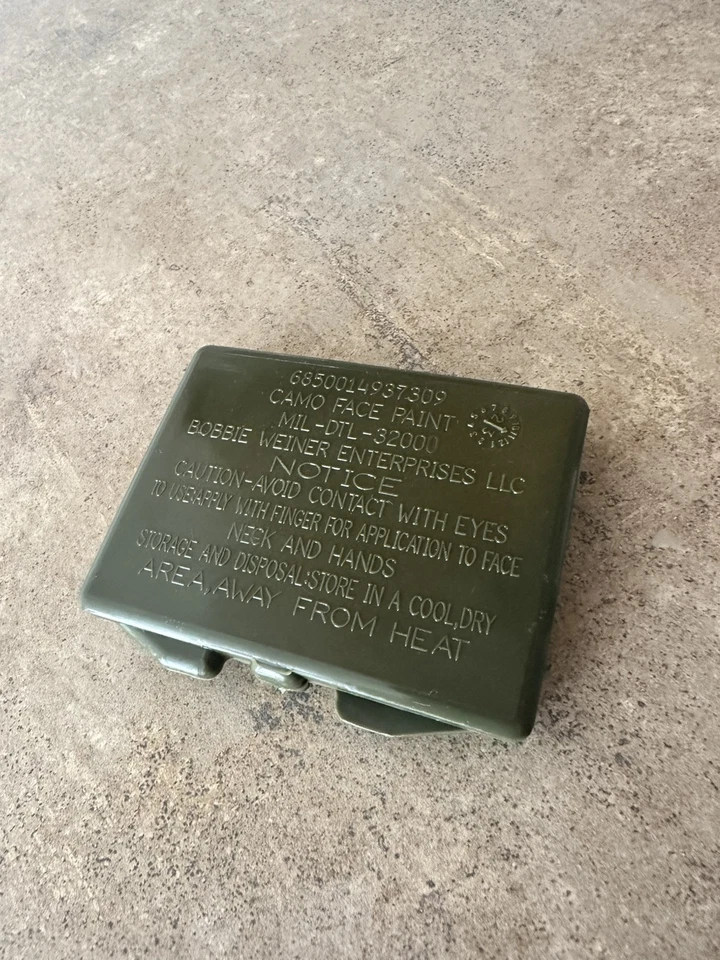 6850014937309
CAMO FACE PAINT
MIL-DTL-32000
BOBBIE WEINER ENTERPRISES LLC
NOTICE
CAUTION-AVOID CONTACT WITH EYES
TO USE:APPLY WITH FINGER FOR APPLICATION TO FACE
NECK AND HANDS
STORAGE AND DISPOSAL:STORE IN A COOL,DRY
AREA,AWAY FROM HEAT